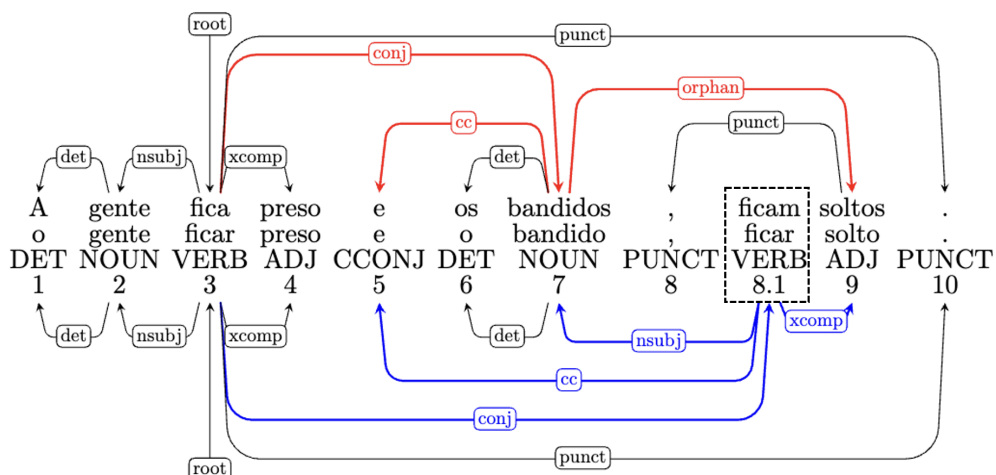 root
punct
conj
orphan
cc
punct
det nsubj xcomp det
A gente fica preso e os bandidos , ficam soltos .
o gente ficar preso e o bandido , ficar solto .
DET NOUN VERB ADJ CCONJ DET NOUN PUNCT VERB ADJ PUNCT
1 2 3 4 5 6 7 8 8.1 9 10
xcomp
det nsubj xcomp det nsubj
cc
conj
punct
root